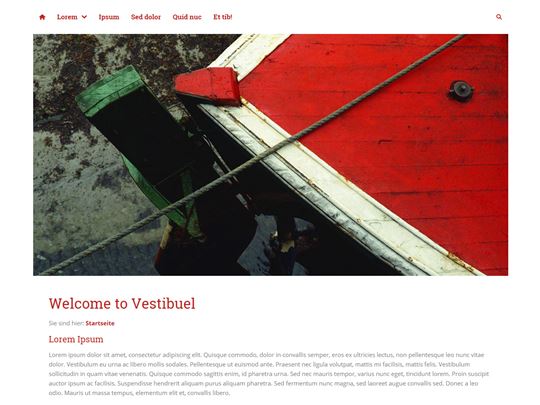 Lorem Ipsum Sed dolor Quid nuc Et tib!
Welcome to Vestibuel
Sie sind hier: Startseite
Lorem Ipsum
Lorem ipsum dolor sit amet, consectetur adipiscing elit. Quisque commodo, dolor in convallis semper, eros ex ultricies lectus, non pellentesque leo nunc vitae
dolor. Vestibulum eu urna ac libero mollis sodales. Pellentesque ut euismod ante. Praesent nec ligula volutpat, mattis mi facilisis, mattis felis. Vestibulum
sollicitudin in quam vitae venenatis. Quisque commodo sagittis enim, id pharetra urna. Sed nec mauris tempor, varius nunc eget, tincidunt lorem. Proin suscipit
auctor ipsum ac facilisis. Suspendisse hendrerit aliquam purus aliquam pharetra. Sed fermentum nunc magna, sed laoreet augue convallis sed. Donec a leo
odio. Mauris ut massa tempus, elementum elit et, convallis libero.